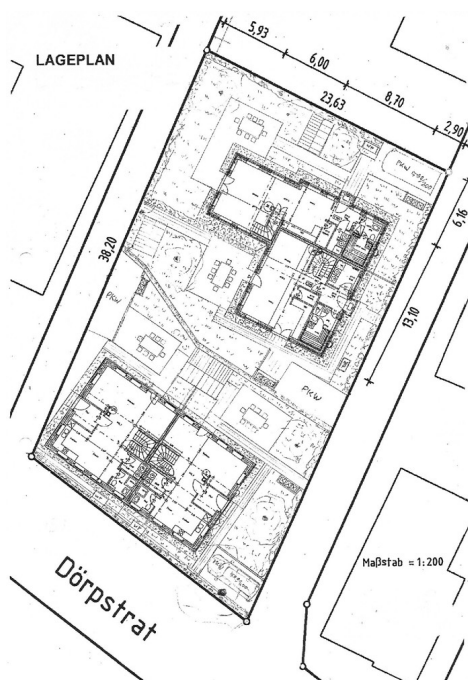 LAGEPLAN
5,93
6,00
23,63
8,70
2,90
6,16
38,20
13,10
PKW
PKW
PKW
Maßstab = 1:200
Dörpstrat